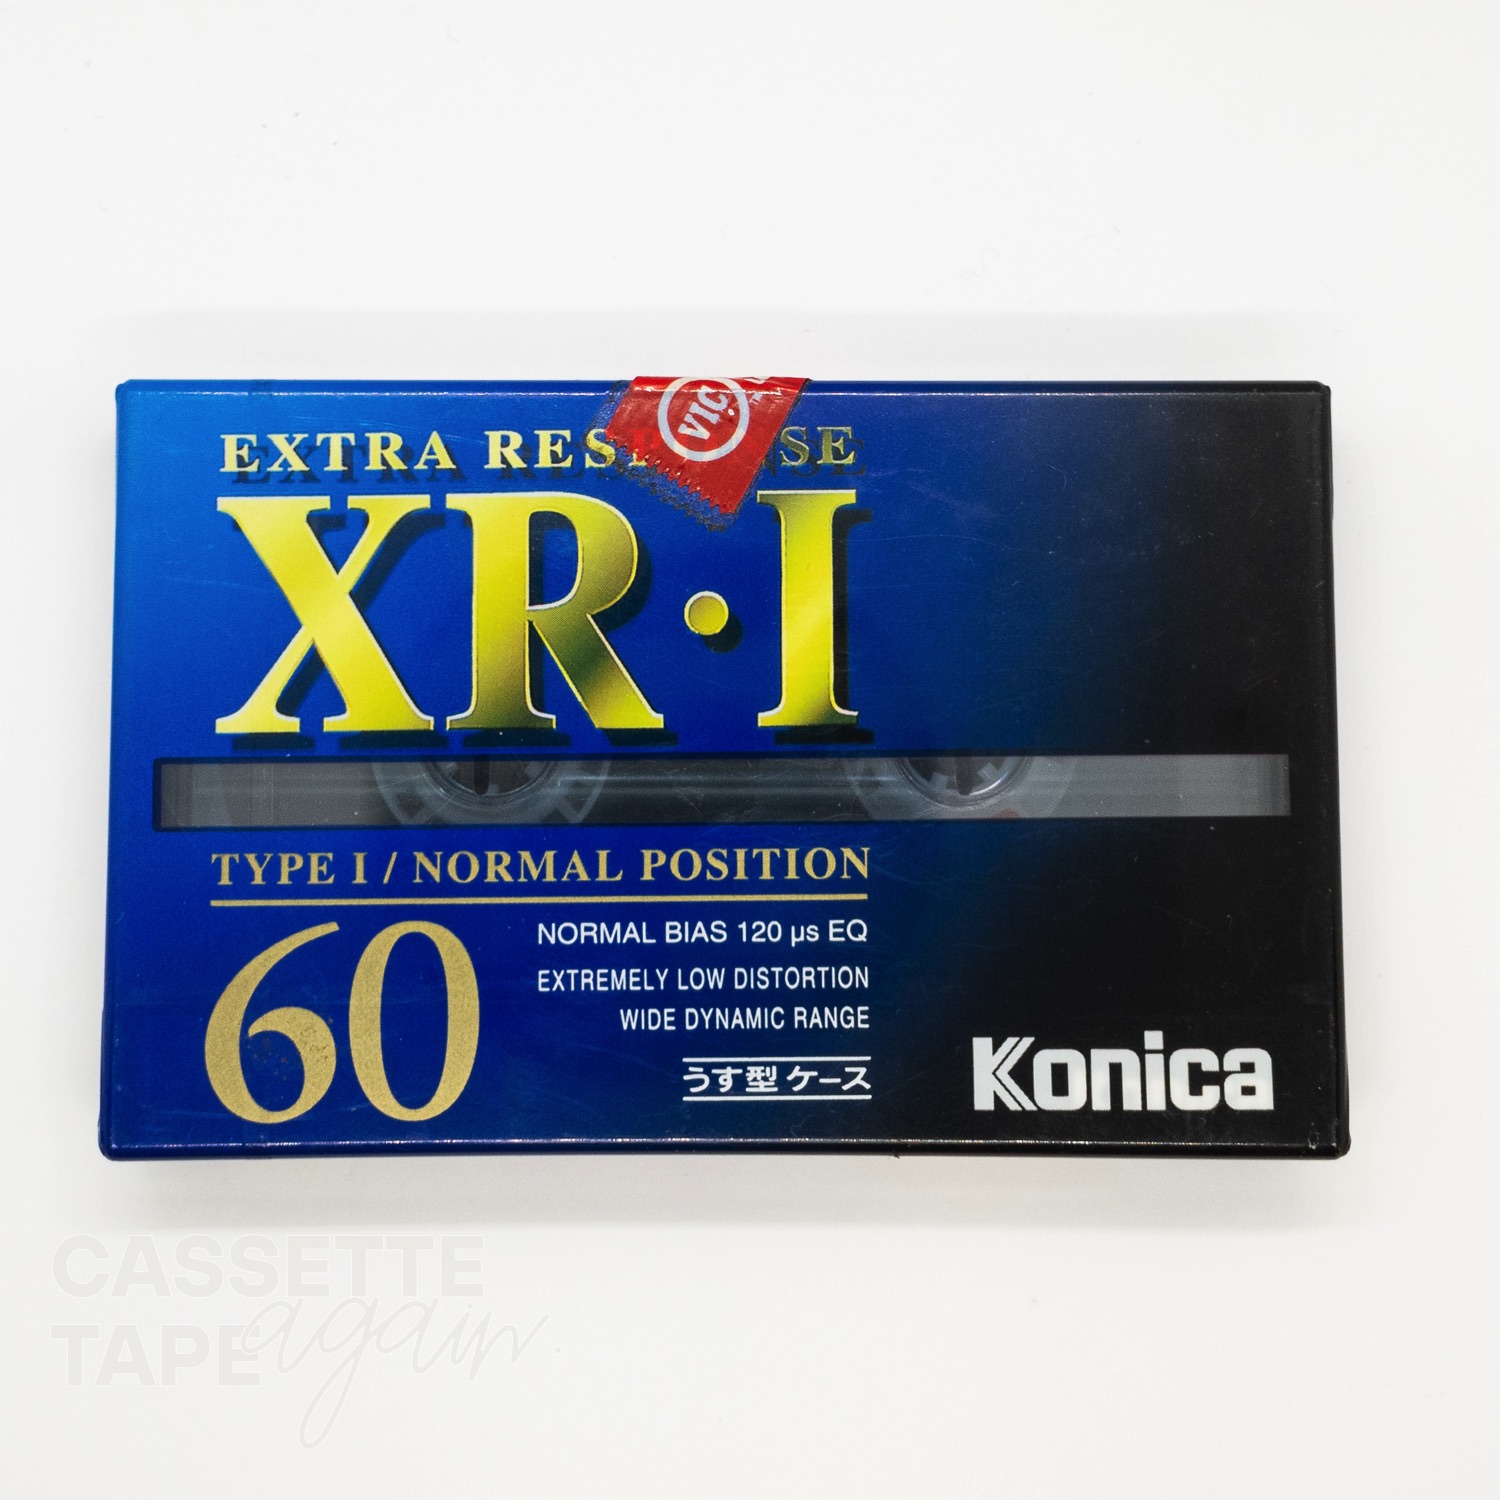 VIC
EXTRA RES SE
XR·I
TYPE I / NORMAL POSITION
60
NORMAL BIAS 120 µs EQ
EXTREMELY LOW DISTORTION
WIDE DYNAMIC RANGE
うす型 ケース
Konica
CASSETTE
TAPE again